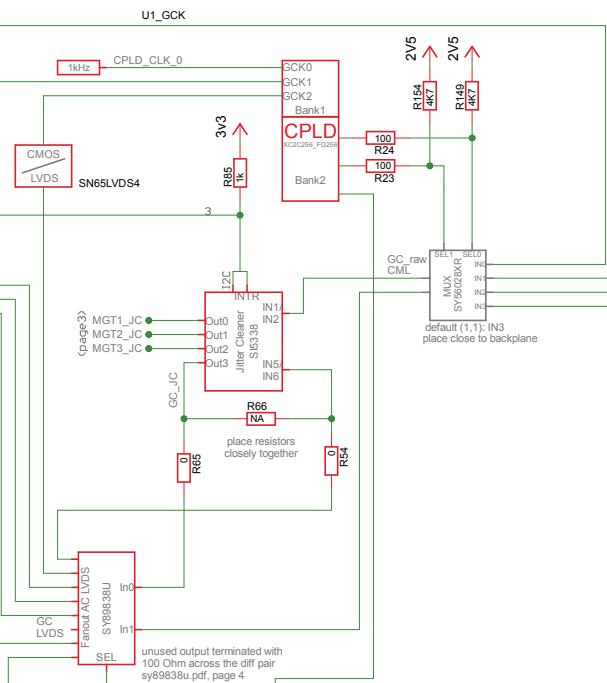 U1_GCK
1kHz
CPLD_CLK_0
GCK0
GCK1
GCK2
Bank1
CPLD
XC2C256_FG256
Bank2
2V5
2V5
R154
4K7
R149
4K7
100
R24
100
R23
3v3
R85
1k
CMOS
LVDS
SN65LVDS4
3
I2C
INTR
IN1/
IN2
Jitter Cleaner
SI5338
Out0
Out1
Out2
Out3
IN5/
IN6
(page3)
MGT1_JC
MGT2_JC
MGT3_JC
GC_raw
CML
SEL1
SEL0
MUX
SY56028XR
IN0
IN1
IN2
IN3
default (1,1): IN3
place close to backplane
GC_JC
R66
NA
place resistors
closely together
0
R65
0
R54
Fanout AC LVDS
SY89838U
In0
In1
SEL
GC
LVDS
unused output terminated with
100 Ohm across the diff pair
sy89838u.pdf, page 4